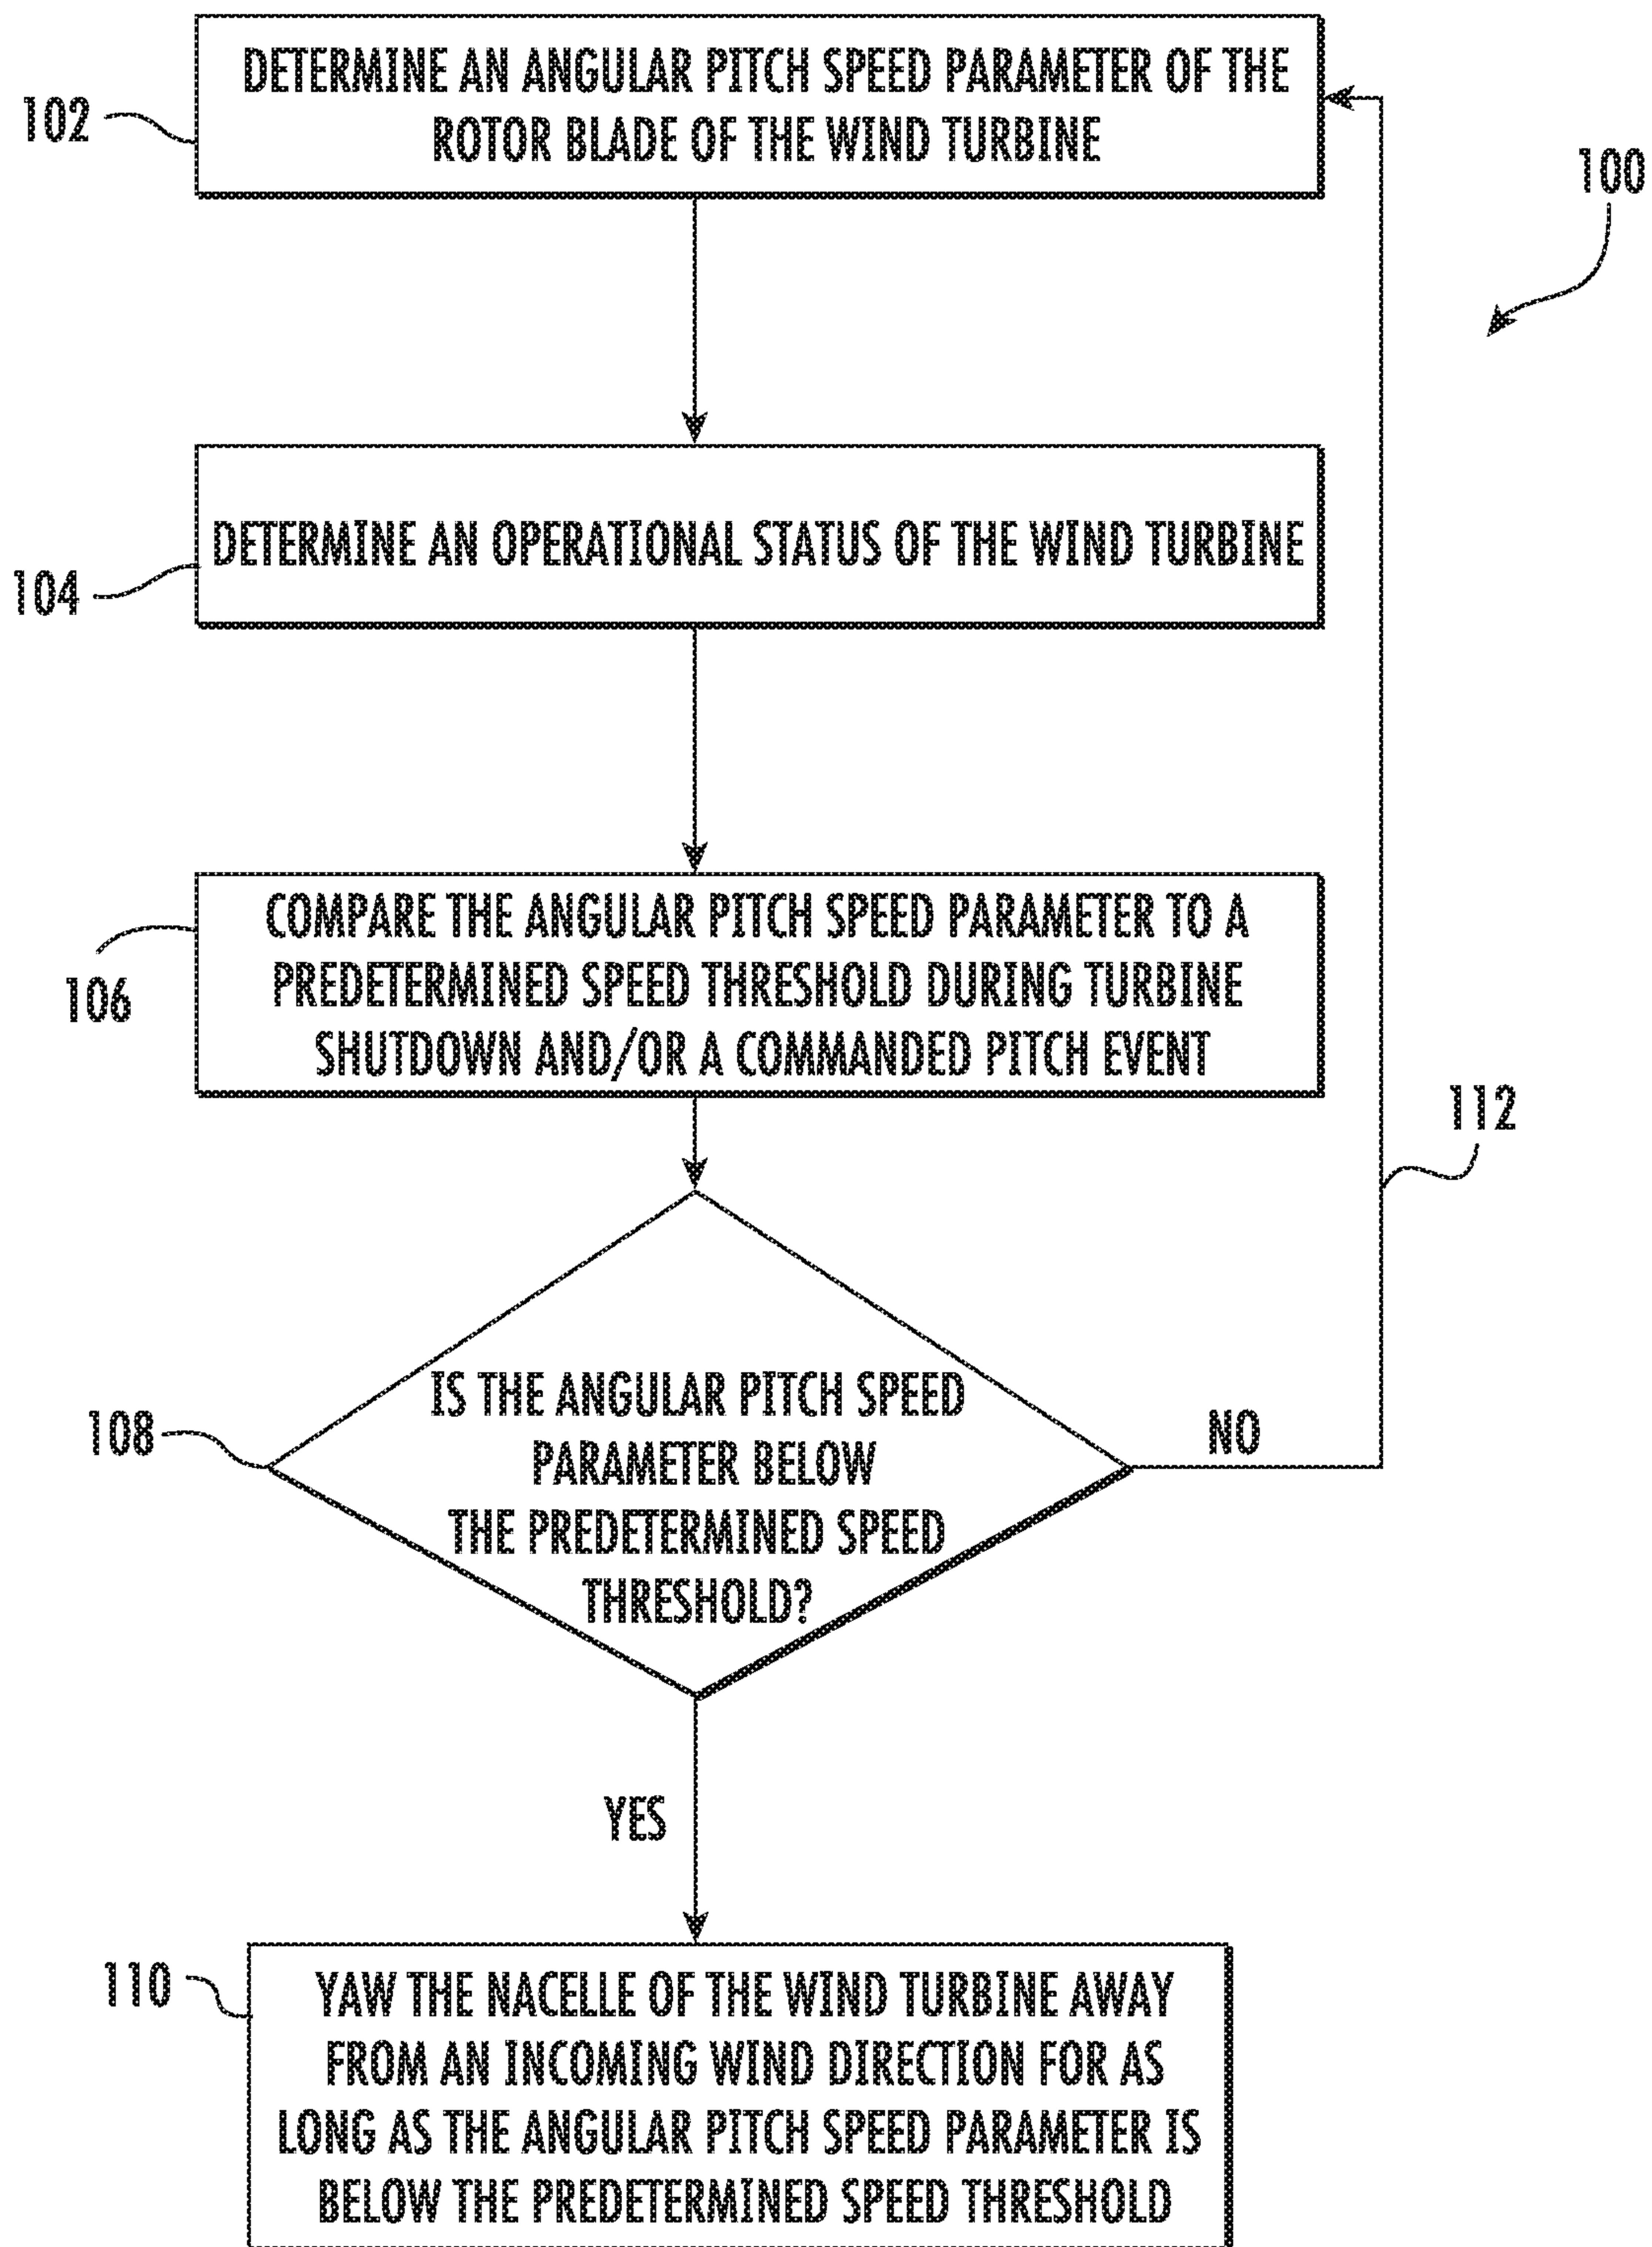 DETERMINE AN ANGULAR PITCH SPEED PARAMETER OF THE
ROTOR BLADE OF THE WIND TURBINE
102
100
DETERMINE AN OPERATIONAL STATUS OF THE WIND TURBINE
104
COMPARE THE ANGULAR PITCH SPEED PARAMETER TO A
PREDETERMINED SPEED THRESHOLD DURING TURBINE
SHUTDOWN AND/OR A COMMANDED PITCH EVENT
106
112
IS THE ANGULAR PITCH SPEED
PARAMETER BELOW
THE PREDETERMINED SPEED
THRESHOLD?
108
NO
YES
110
YAW THE NACELLE OF THE WIND TURBINE AWAY
FROM AN INCOMING WIND DIRECTION FOR AS
LONG AS THE ANGULAR PITCH SPEED PARAMETER IS
BELOW THE PREDETERMINED SPEED THRESHOLD